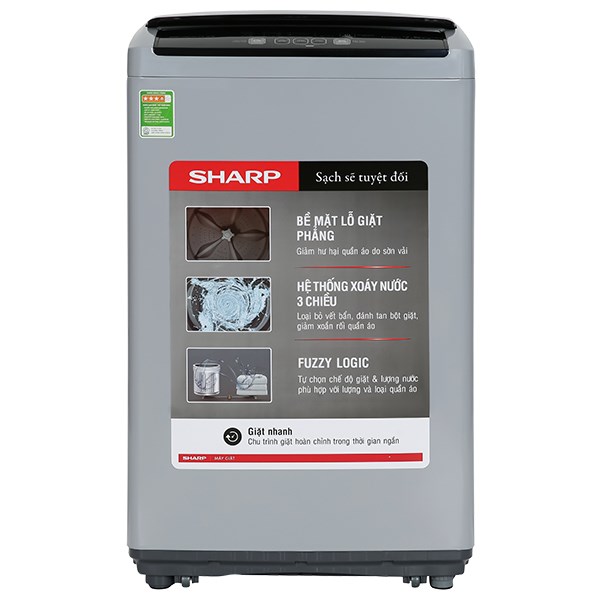 SHARP
Sạch sẽ tuyệt đối
BỀ MẶT LỖ GIẶT
PHẲNG
Giảm hư hại quần áo do sờn vải
HỆ THỐNG XOÁY NƯỚC
3 CHIỀU
Loại bỏ vết bẩn, đánh tan bột giặt,
giảm xoắn rối quần áo
FUZZY LOGIC
Tự chọn chế độ giặt & lượng nước
phù hợp với lượng và loại quần áo
Giặt nhanh
Chu trình giặt hoàn chỉnh trong thời gian ngắn
SHARP MÁY GIẶT